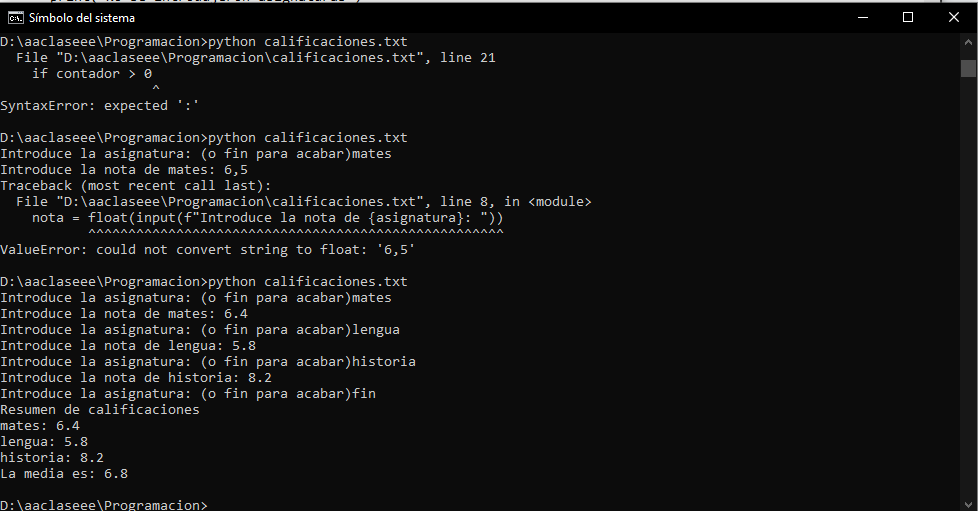 Símbolo del sistema
D:\aaclaseee\Programacion>python calificaciones.txt
  File "D:\aaclaseee\Programacion\calificaciones.txt", line 21
    if contador > 0
                   ^
SyntaxError: expected ':'
D:\aaclaseee\Programacion>python calificaciones.txt
Introduce la asignatura: (o fin para acabar)mates
Introduce la nota de mates: 6,5
Traceback (most recent call last):
  File "D:\aaclaseee\Programacion\calificaciones.txt", line 8, in <module>
    nota = float(input(f"Introduce la nota de {asignatura}: "))
           ^^^^^^^^^^^^^^^^^^^^^^^^^^^^^^^^^^^^^^^^^^^^^^^^^^^^
ValueError: could not convert string to float: '6,5'
D:\aaclaseee\Programacion>python calificaciones.txt
Introduce la asignatura: (o fin para acabar)mates
Introduce la nota de mates: 6.4
Introduce la asignatura: (o fin para acabar)lengua
Introduce la nota de lengua: 5.8
Introduce la asignatura: (o fin para acabar)historia
Introduce la nota de historia: 8.2
Introduce la asignatura: (o fin para acabar)fin
Resumen de calificaciones
mates: 6.4
lengua: 5.8
historia: 8.2
La media es: 6.8
D:\aaclaseee\Programacion>